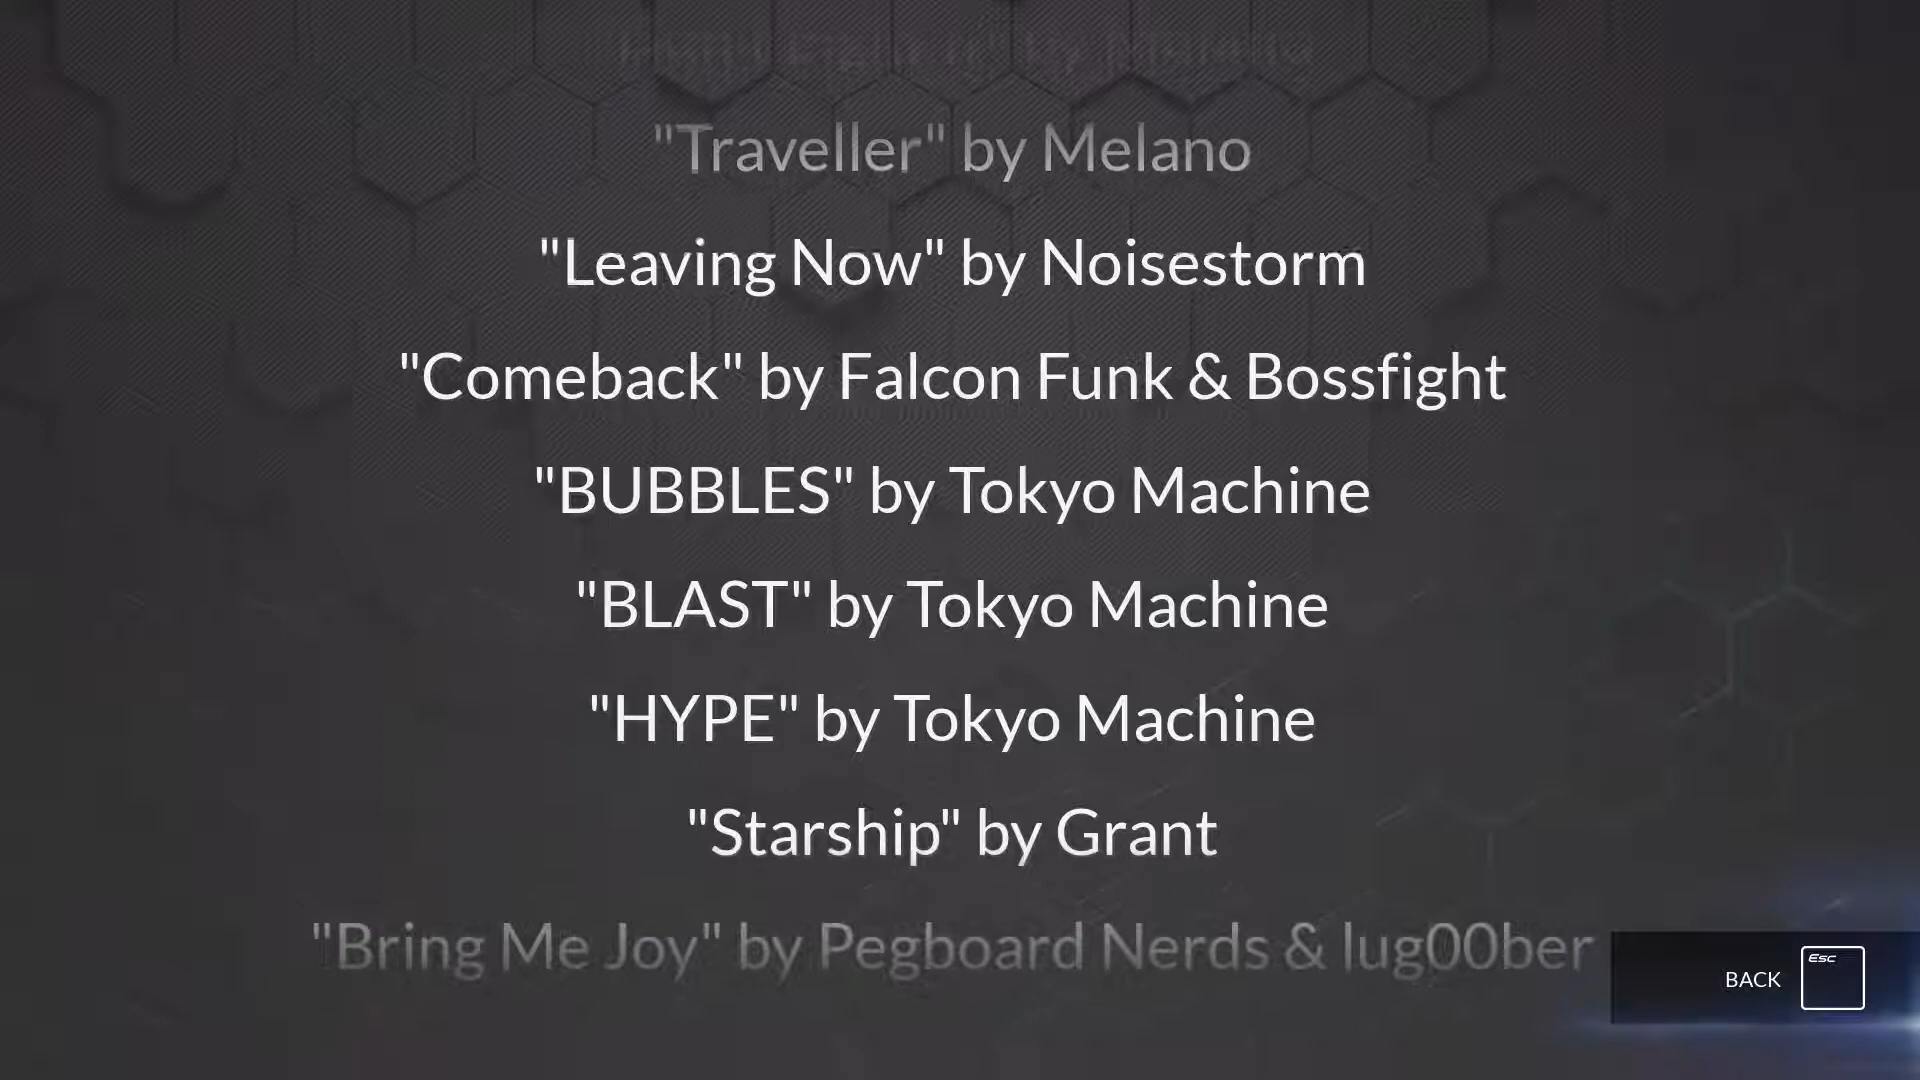 "Traveller" by Melano
"Leaving Now" by Noisestorm
"Comeback" by Falcon Funk & Bossfight
"BUBBLES" by Tokyo Machine
"BLAST" by Tokyo Machine
"HYPE" by Tokyo Machine
"Starship" by Grant
"Bring Me Joy" by Pegboard Nerds & lug00ber
BACK Esc